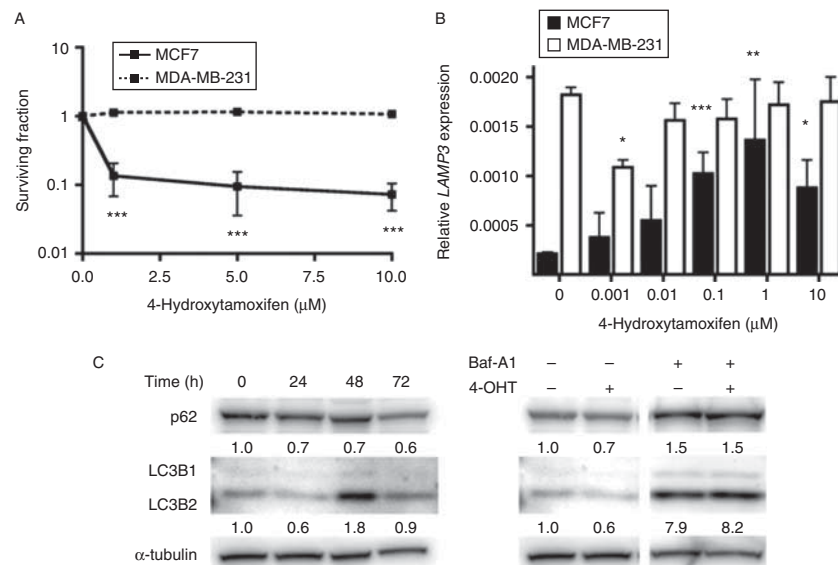 A
MCF7
MDA-MB-231
Surviving fraction
10
1
0.1
0.01
***
***
***
0.0
2.5
5.0
7.5
10.0
4-Hydroxytamoxifen (μM)
B
MCF7
MDA-MB-231
Relative LAMP3 expression
0.0020
0.0015
0.0010
0.0005
*
***
**
*
0
0.001
0.01
0.1
1
10
4-Hydroxytamoxifen (μM)
C
Time (h) 0 24 48 72
p62
1.0 0.7 0.7 0.6
LC3B1
LC3B2
1.0 0.6 1.8 0.9
α-tubulin
Baf-A1 – – + +
4-OHT – + – +
1.0 0.7 1.5 1.5
1.0 0.6 7.9 8.2